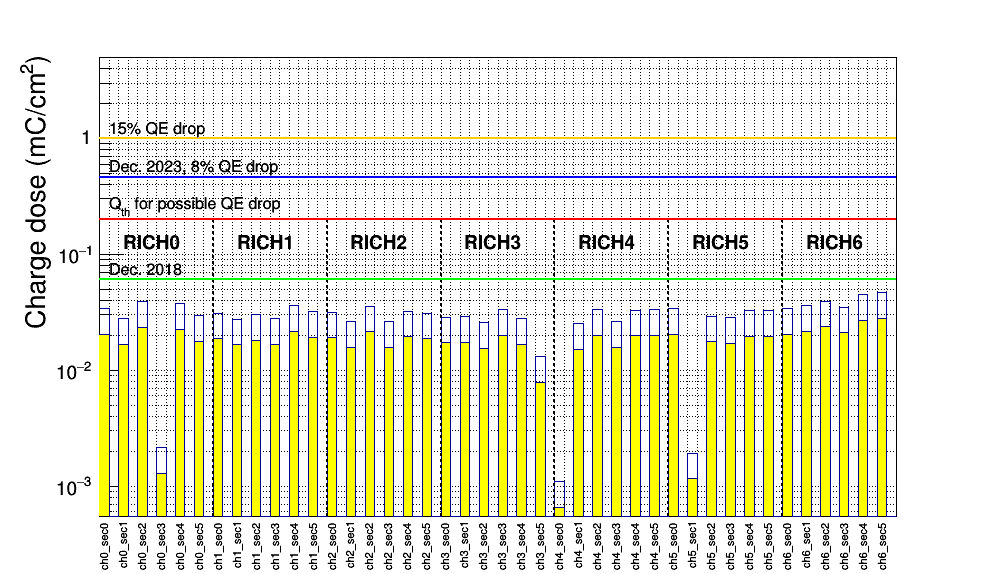 Charge dose (mC/cm²)
1
10⁻¹
10⁻²
10⁻³
15% QE drop
Dec. 2023, 8% QE drop
Qth for possible QE drop
RICH0 RICH1 RICH2 RICH3 RICH4 RICH5 RICH6
Dec. 2018
ch0_sec0
ch0_sec1
ch0_sec2
ch0_sec3
ch0_sec4
ch0_sec5
ch1_sec0
ch1_sec1
ch1_sec2
ch1_sec3
ch1_sec4
ch1_sec5
ch2_sec0
ch2_sec1
ch2_sec2
ch2_sec3
ch2_sec4
ch2_sec5
ch3_sec0
ch3_sec1
ch3_sec2
ch3_sec3
ch3_sec4
ch3_sec5
ch4_sec0
ch4_sec1
ch4_sec2
ch4_sec3
ch4_sec4
ch4_sec5
ch5_sec0
ch5_sec1
ch5_sec2
ch5_sec3
ch5_sec4
ch5_sec5
ch6_sec0
ch6_sec1
ch6_sec2
ch6_sec3
ch6_sec4
ch6_sec5